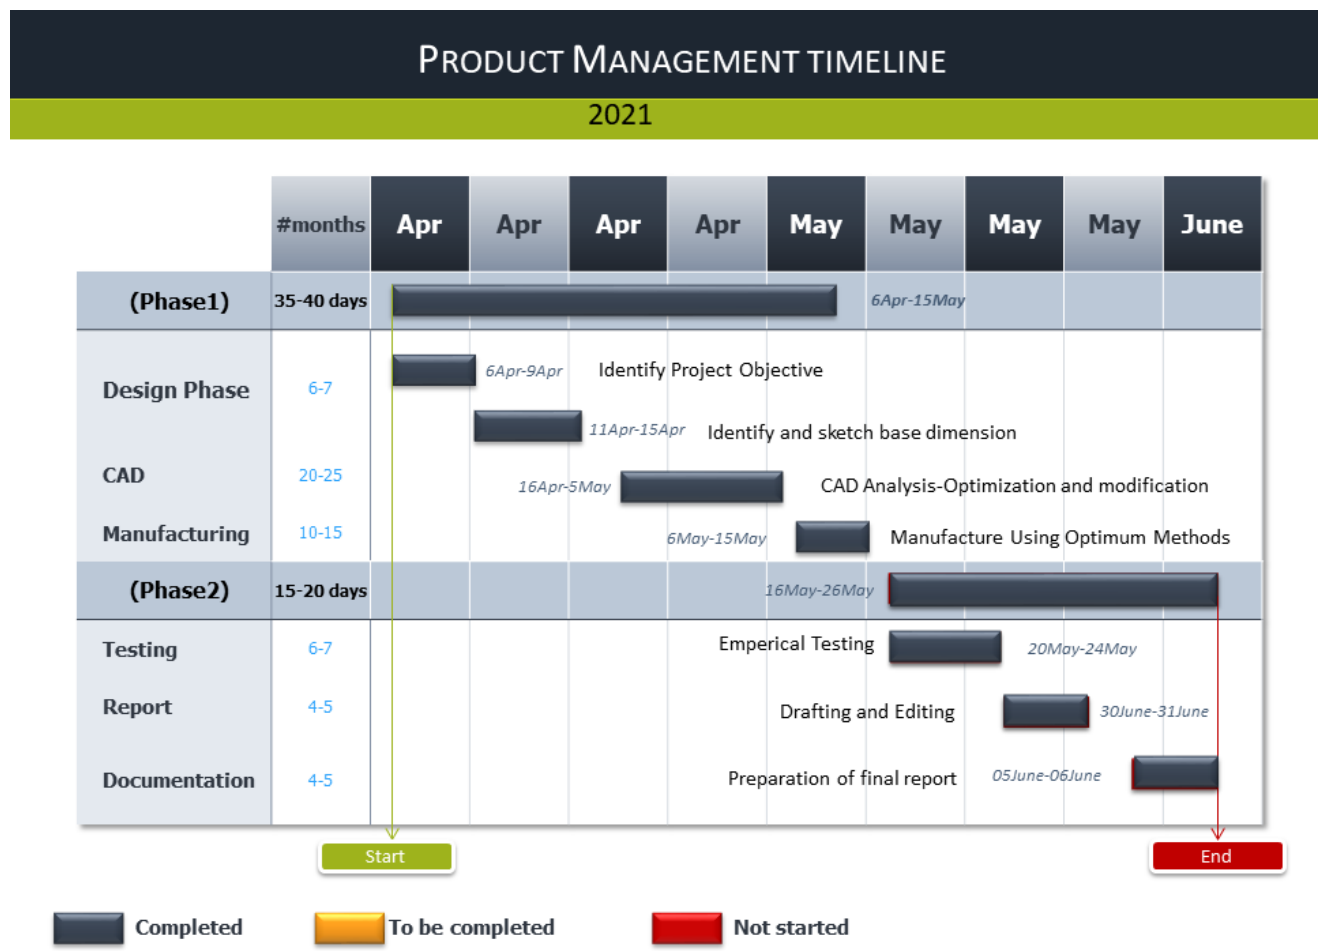 PRODUCT MANAGEMENT TIMELINE
2021
#months Apr Apr Apr Apr May May May May June
(Phase1) 35-40 days 6Apr-15May
Design Phase 6-7 6Apr-9Apr Identify Project Objective
11Apr-15Apr Identify and sketch base dimension
CAD 20-25 16Apr-5May CAD Analysis-Optimization and modification
Manufacturing 10-15 6May-15May Manufacture Using Optimum Methods
(Phase2) 15-20 days 16May-26May
Testing 6-7 Emperical Testing 20May-24May
Report 4-5 Drafting and Editing 30June-31June
Documentation 4-5 Preparation of final report 05June-06June
Start End
Completed To be completed Not started